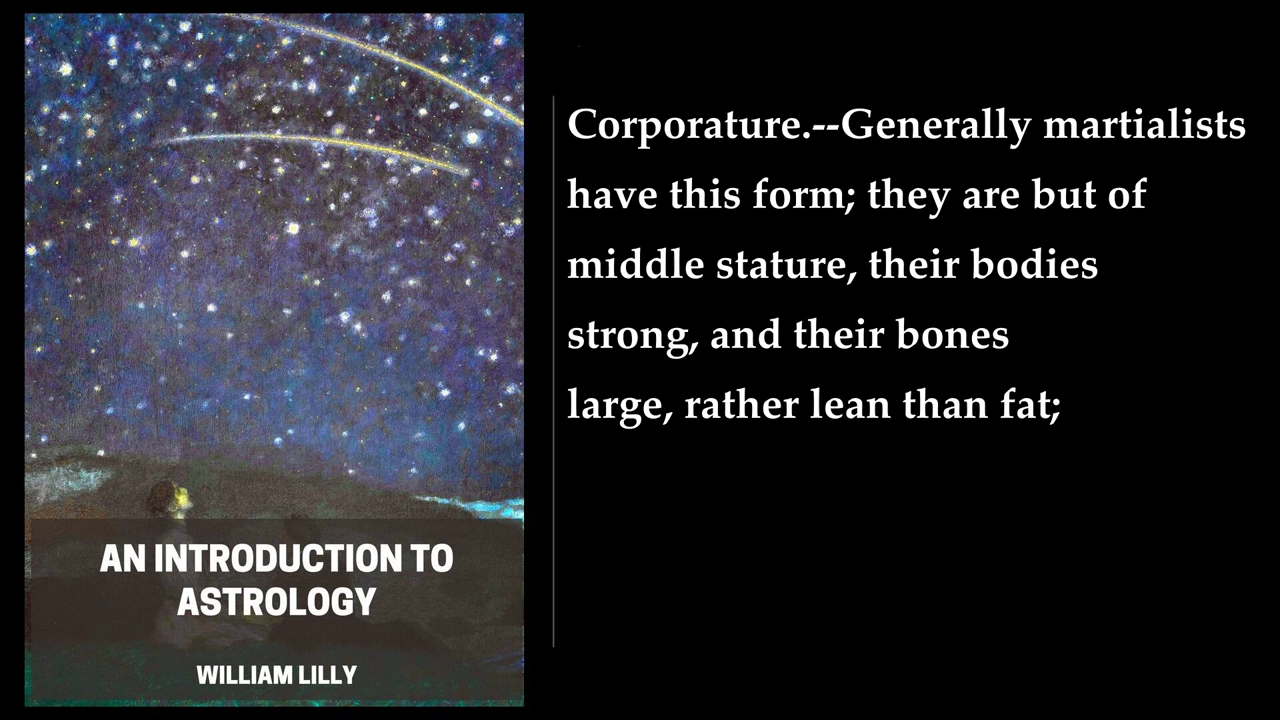 AN INTRODUCTION TO
ASTROLOGY
WILLIAM LILLY
Corporature.--Generally martialists
have this form; they are but of
middle stature, their bodies
strong, and their bones
large, rather lean than fat;